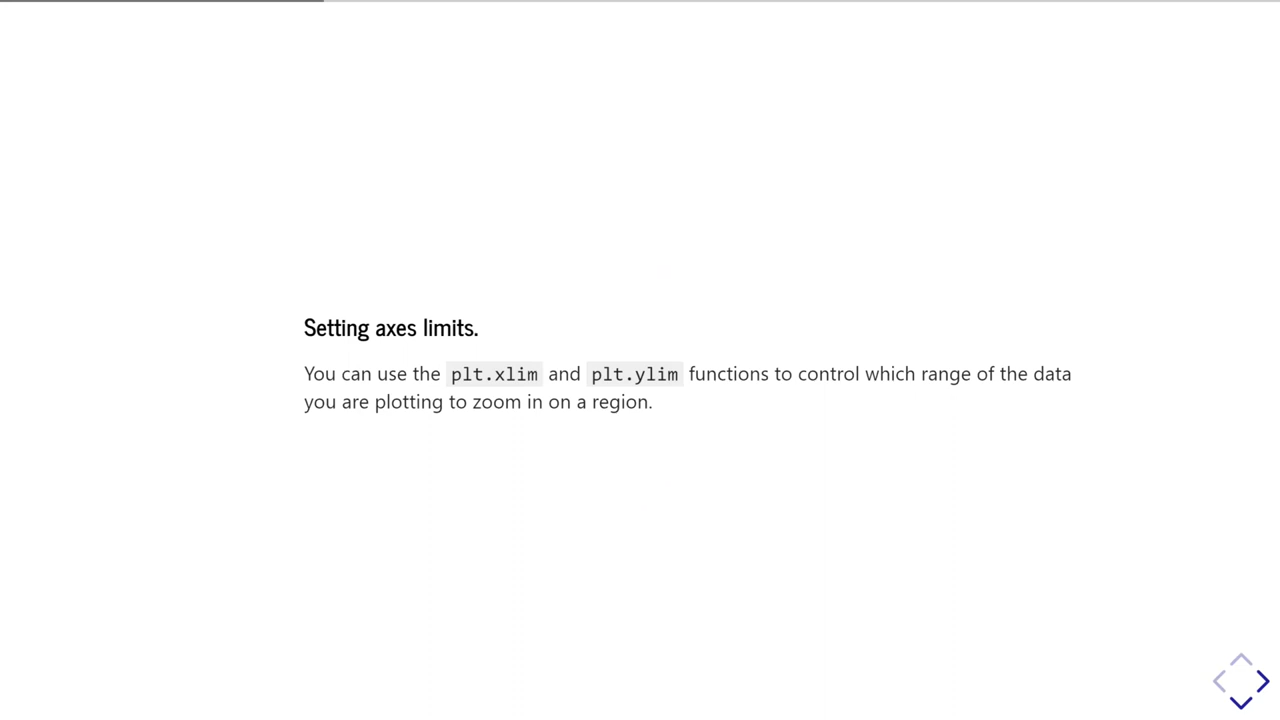 Setting axes limits.
You can use the plt.xlim and plt.ylim functions to control which range of the data
you are plotting to zoom in on a region.